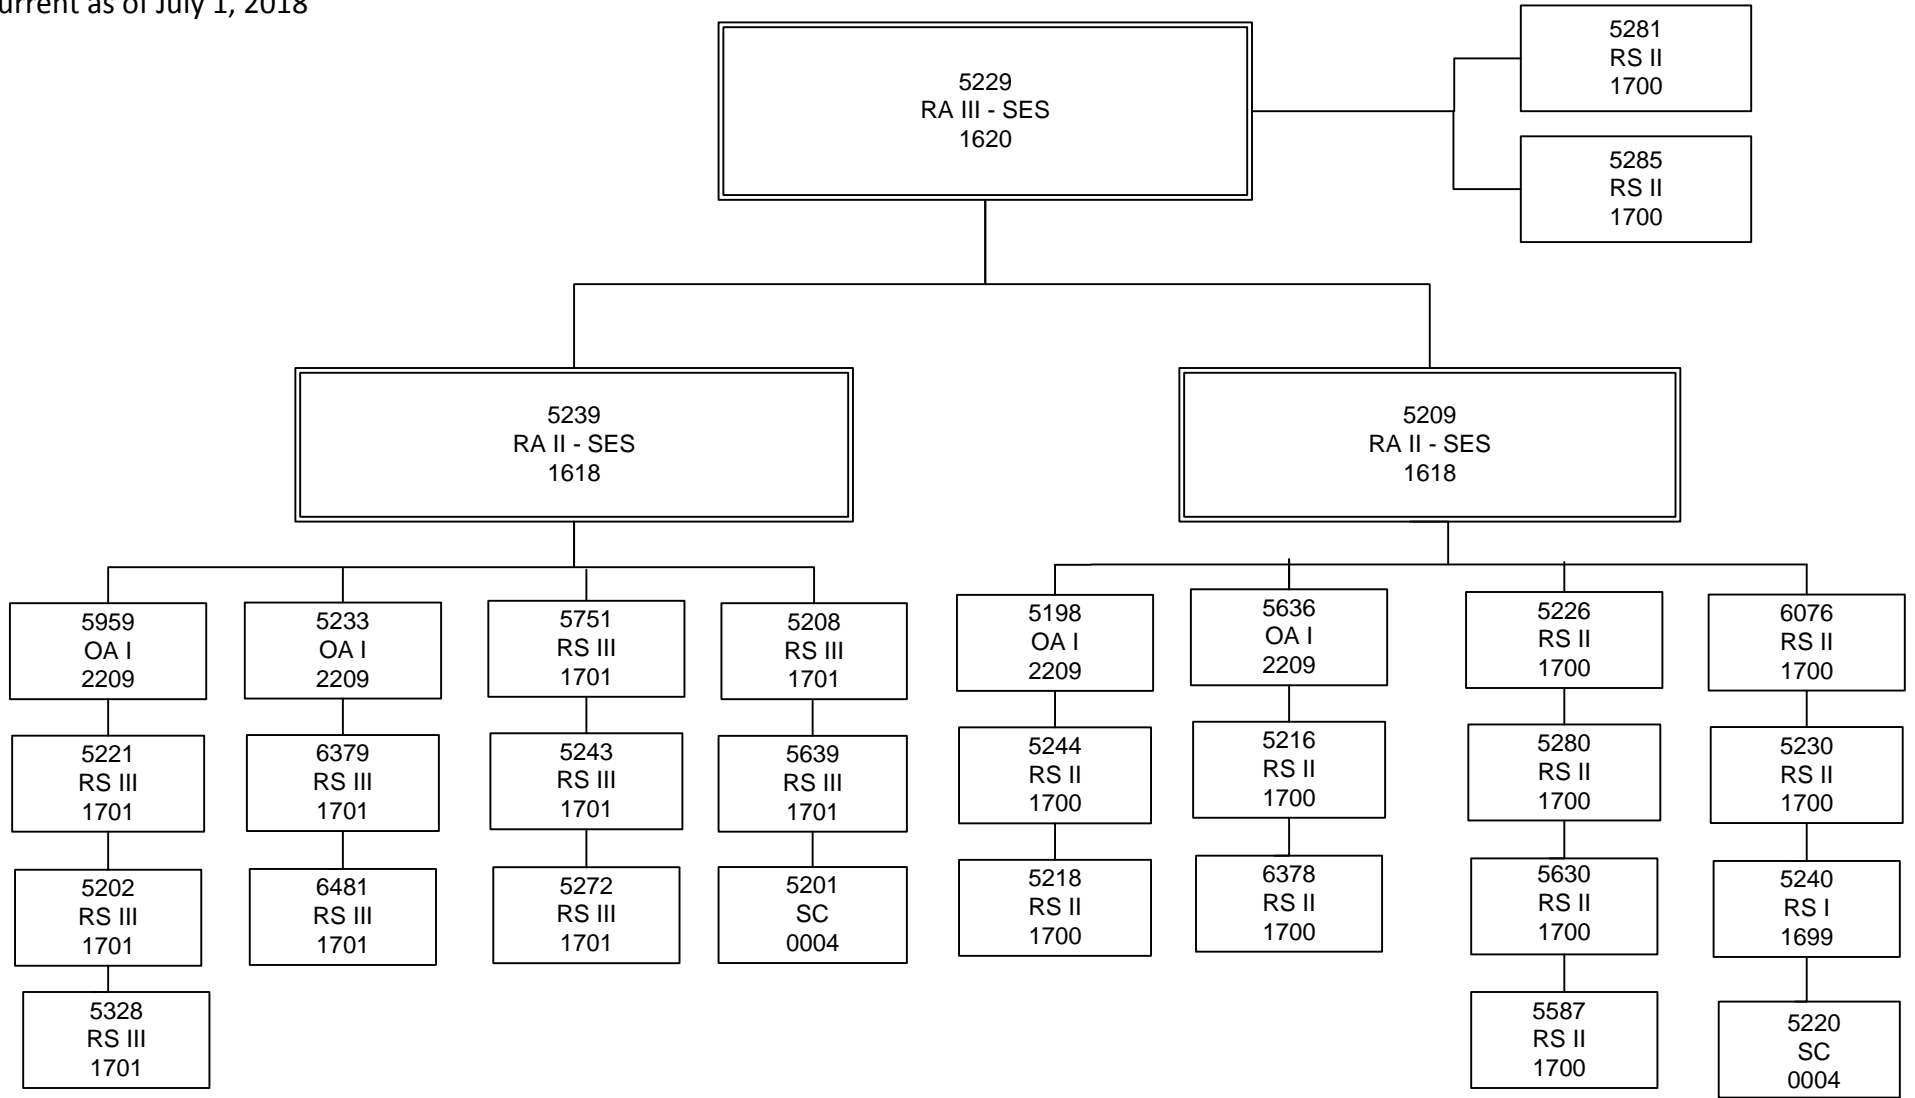 urrent as of July 1, 2018
5229
RA III - SES
1620
5281
RS II
1700
5285
RS II
1700
5239
RA II - SES
1618
5209
RA II - SES
1618
5959
OA I
2209
5233
OA I
2209
5751
RS III
1701
5208
RS III
1701
5198
OA I
2209
5636
OA I
2209
5226
RS II
1700
6076
RS II
1700
5221
RS III
1701
6379
RS III
1701
5243
RS III
1701
5639
RS III
1701
5244
RS II
1700
5216
RS II
1700
5280
RS II
1700
5230
RS II
1700
5202
RS III
1701
6481
RS III
1701
5272
RS III
1701
5201
SC
0004
5218
RS II
1700
6378
RS II
1700
5630
RS II
1700
5240
RS I
1699
5328
RS III
1701
5587
RS II
1700
5220
SC
0004